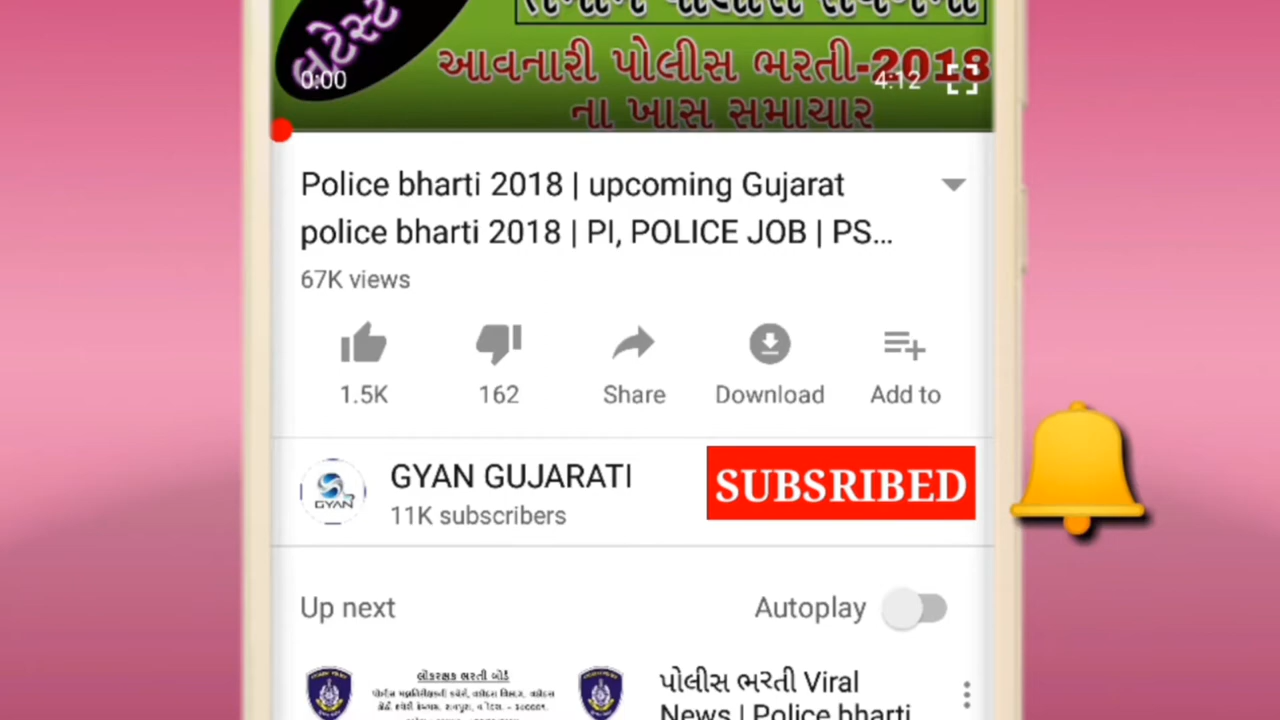 લેટેસ્ટ
આવનારી પોલીસ ભરતી-2018
0:00
4:12
ના ખાસ સમાચાર
Police bharti 2018 | upcoming Gujarat
police bharti 2018 | PI, POLICE JOB | PS...
67K views
1.5K
162
Share
Download
Add to
GYAN
GYAN GUJARATI
11K subscribers
SUBSRIBED
Up next
Autoplay
લોકરક્ષક ભરતી બોર્ડ
પોલીસ ભરતી Viral
News | Police bharti